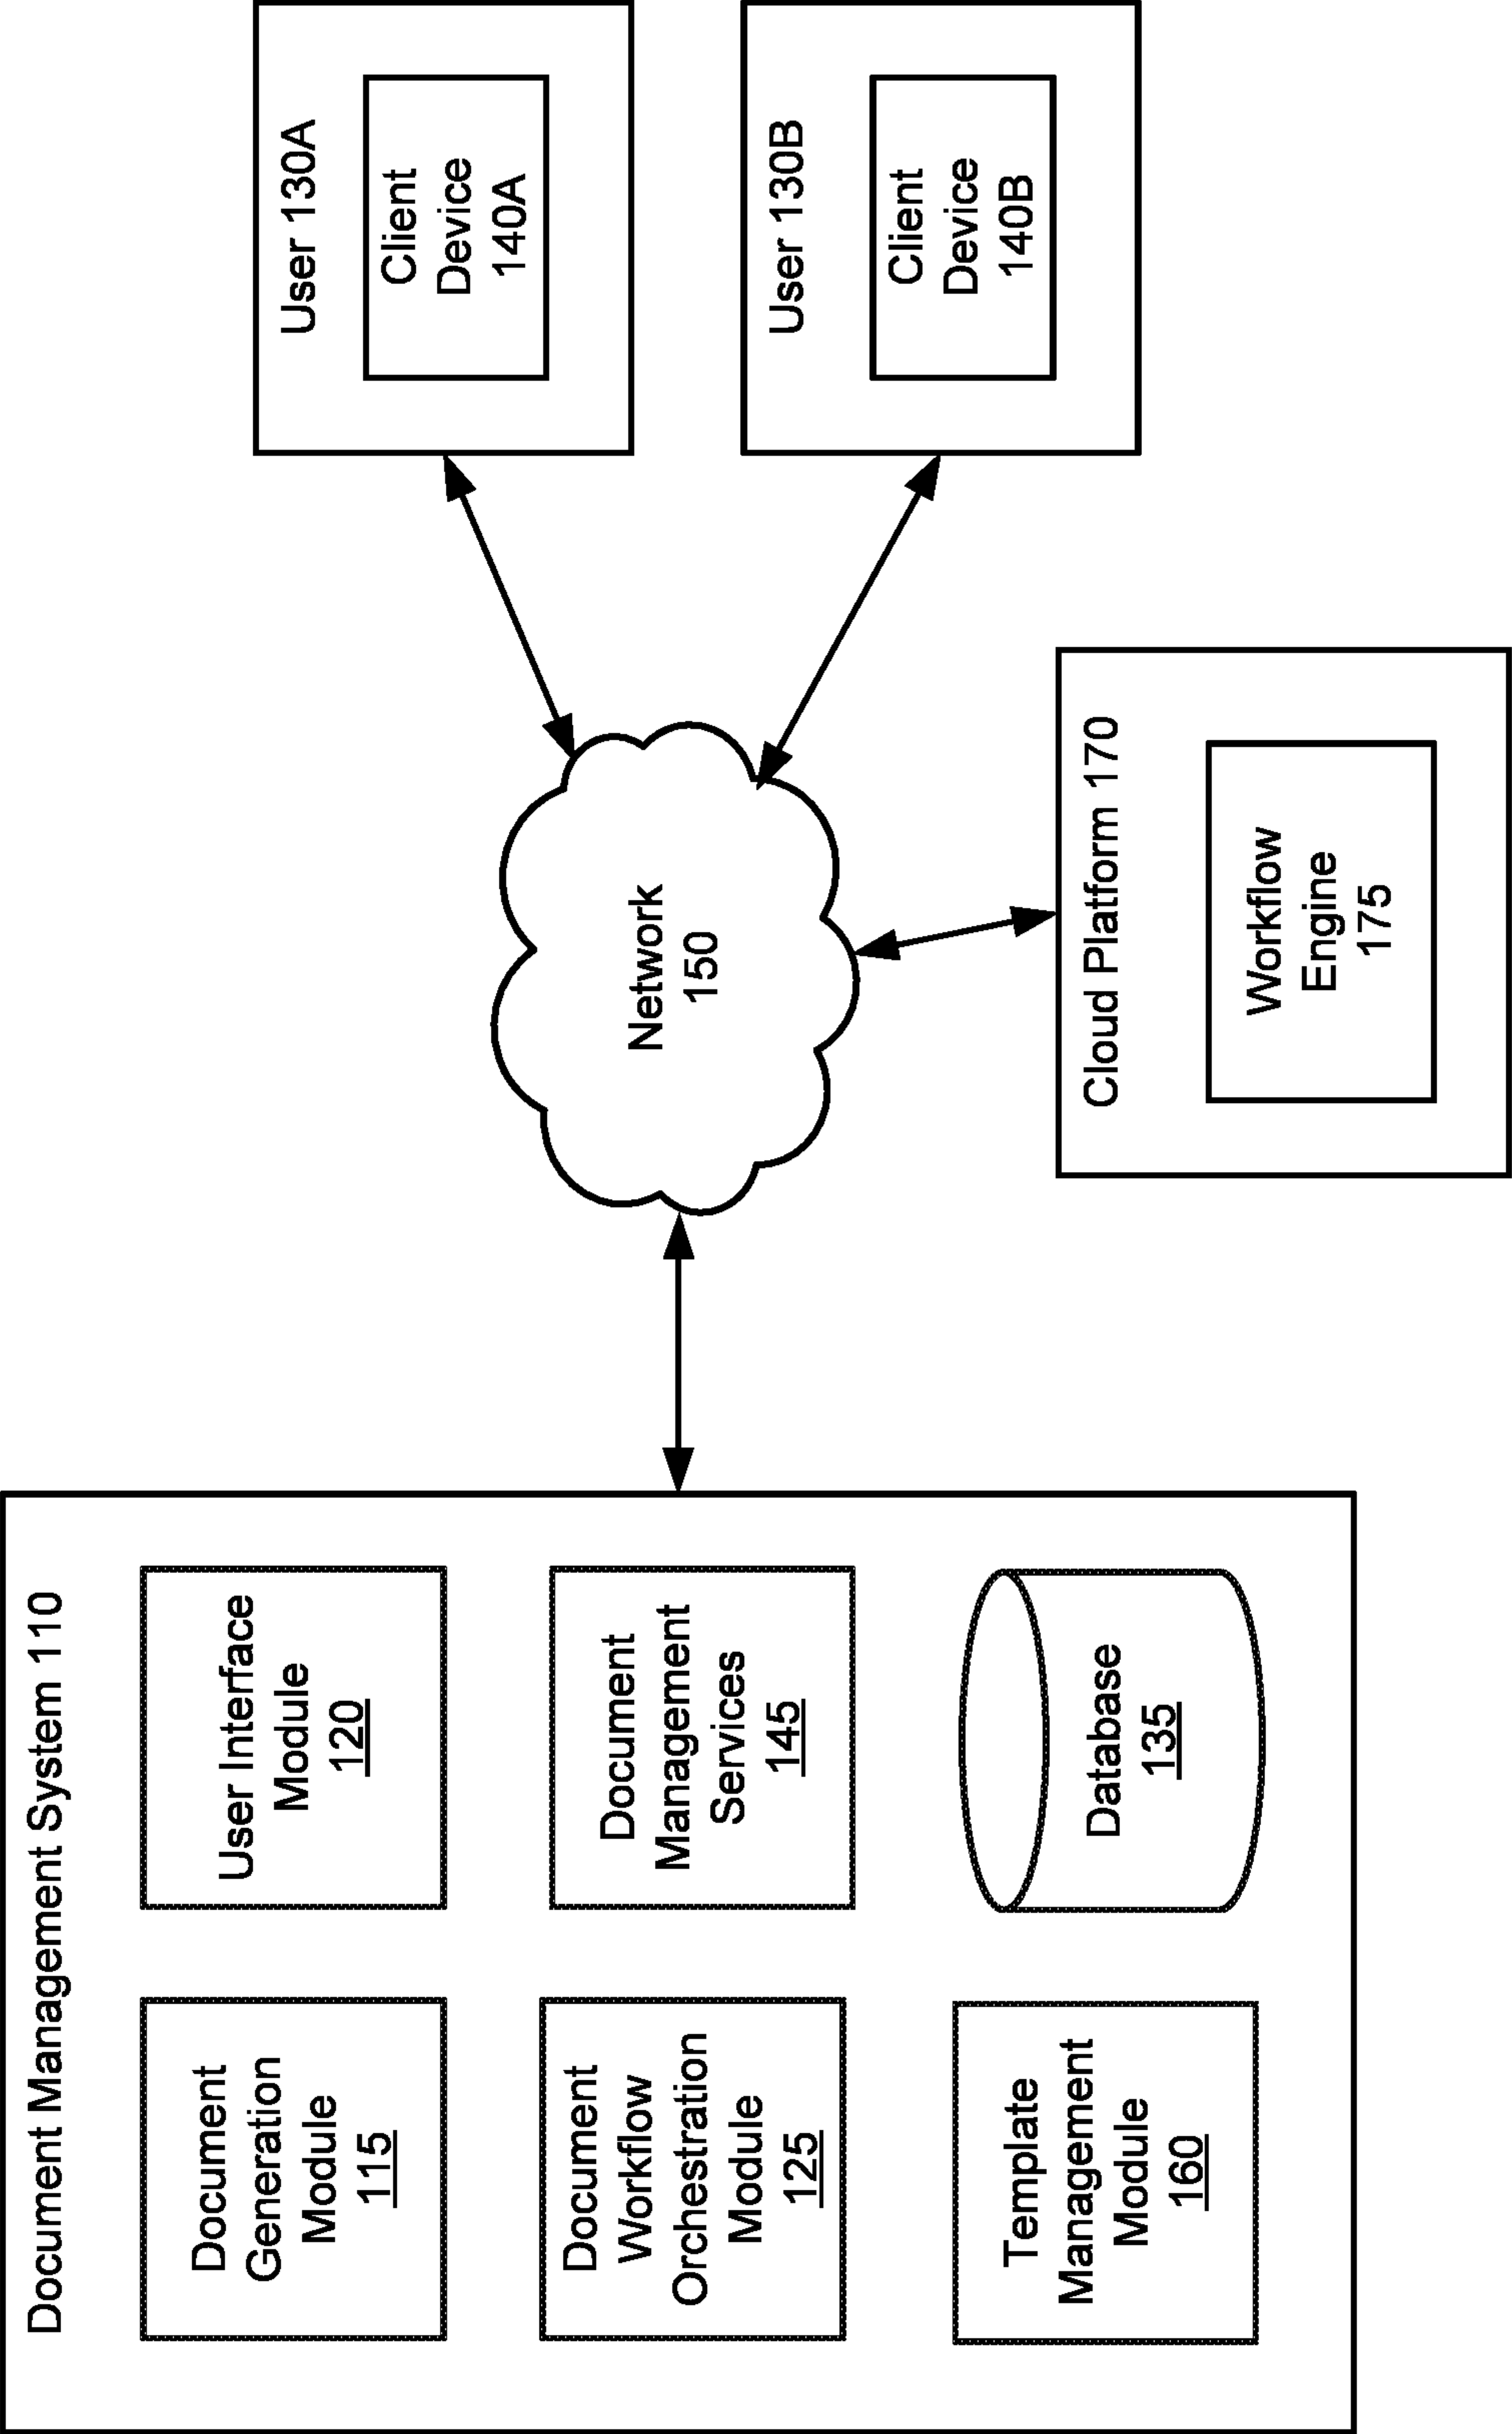 Document Management System 110
Document
Generation
Module
115
User Interface
Module
120
Document
Workflow
Orchestration
Module
125
Document
Management
Services
145
Template
Management
Module
160
Database
135
Network
150
User 130A
Client
Device
140A
User 130B
Client
Device
140B
Cloud Platform 170
Workflow
Engine
175